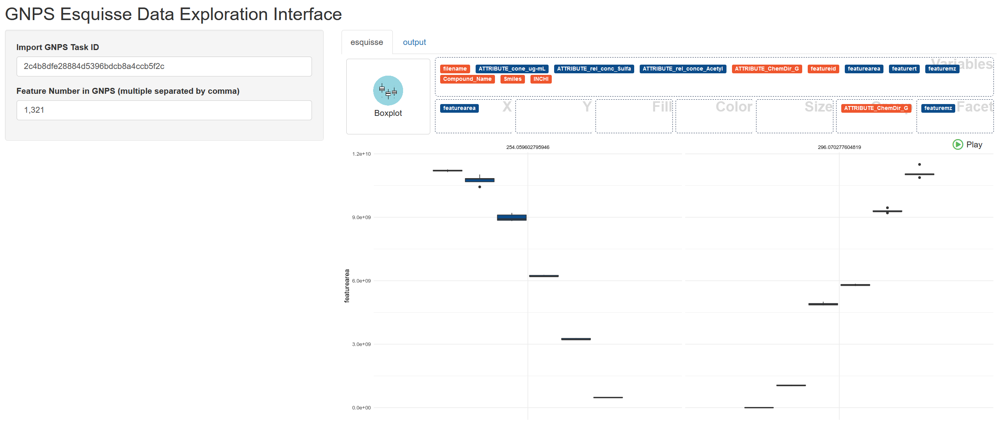 GNPS Esquisse Data Exploration Interface
Import GNPS Task ID
2c4b8dfe28884d5396bdcb8a4ccb5f2c
Feature Number in GNPS (multiple separated by comma)
1,321
esquisse output
Boxplot
Variables
filename ATTRIBUTE_cone_ug-mL ATTRIBUTE_rel_conc_Sulfa ATTRIBUTE_rel_conce_Acetyl ATTRIBUTE_ChemDir_G featureid featurearea featurert featuremz
Compound_Name Smiles INCHI
featurearea X Y Fill Color Size ATTRIBUTE_ChemDir_G Group featuremz Facet
Play
254.059602795946 296.070277604819
1.2e+10
9.0e+09
6.0e+09
3.0e+09
0.0e+00
featurearea